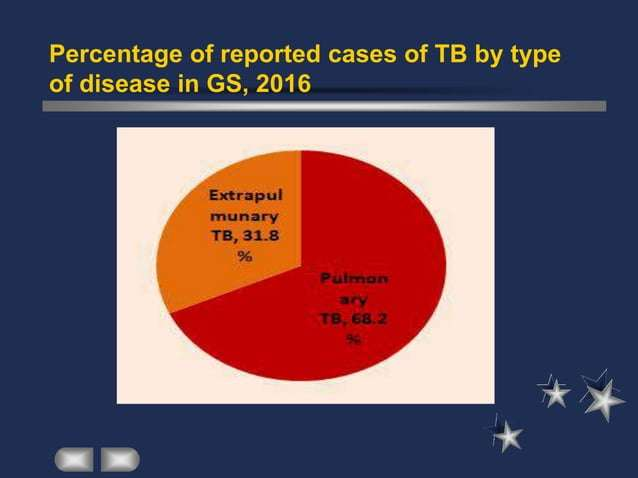 Percentage of reported cases of TB by type
of disease in GS, 2016
Extrapul
munary
TB, 31.8
%
Pulmon
ary
TB, 68.2
%